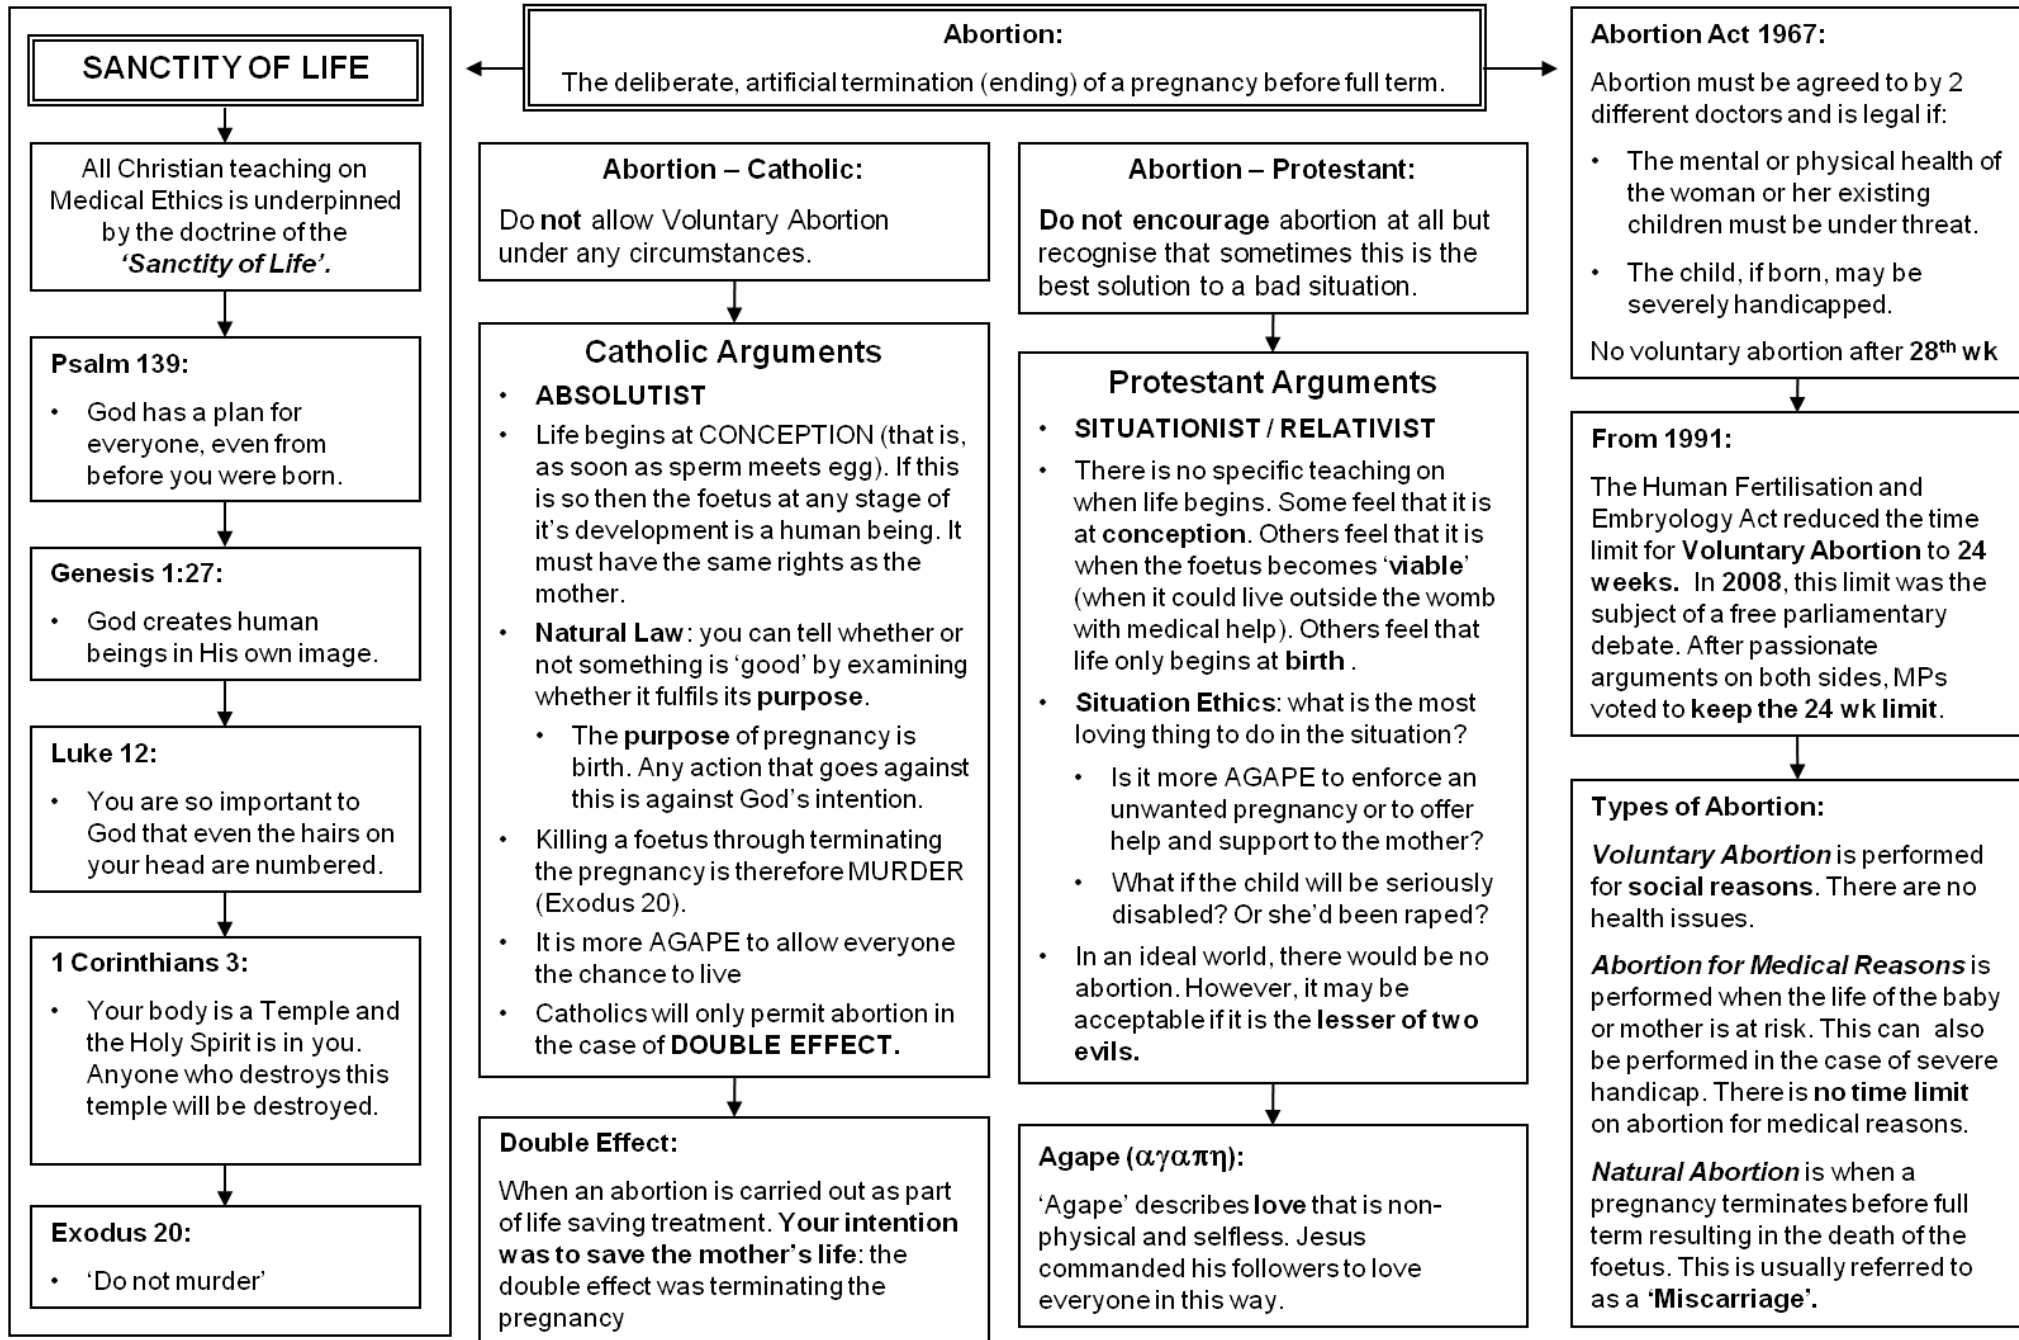 SANCTITY OF LIFE
All Christian teaching on
Medical Ethics is underpinned
by the doctrine of the
‘Sanctity of Life’.
Psalm 139:
• God has a plan for
everyone, even from
before you were born.
Genesis 1:27:
• God creates human
beings in His own image.
Luke 12:
• You are so important to
God that even the hairs on
your head are numbered.
1 Corinthians 3:
• Your body is a Temple and
the Holy Spirit is in you.
Anyone who destroys this
temple will be destroyed.
Exodus 20:
• ‘Do not murder’
Abortion:
The deliberate, artificial termination (ending) of a pregnancy before full term.
Abortion – Catholic:
Do not allow Voluntary Abortion
under any circumstances.
Catholic Arguments
• ABSOLUTIST
• Life begins at CONCEPTION (that is,
as soon as sperm meets egg). If this
is so then the foetus at any stage of
it’s development is a human being. It
must have the same rights as the
mother.
• Natural Law: you can tell whether or
not something is ‘good’ by examining
whether it fulfils its purpose.
• The purpose of pregnancy is
birth. Any action that goes against
this is against God’s intention.
• Killing a foetus through terminating
the pregnancy is therefore MURDER
(Exodus 20).
• It is more AGAPE to allow everyone
the chance to live
• Catholics will only permit abortion in
the case of DOUBLE EFFECT.
Double Effect:
When an abortion is carried out as part
of life saving treatment. Your intention
was to save the mother’s life: the
double effect was terminating the
pregnancy
Abortion – Protestant:
Do not encourage abortion at all but
recognise that sometimes this is the
best solution to a bad situation.
Protestant Arguments
• SITUATIONIST / RELATIVIST
• There is no specific teaching on
when life begins. Some feel that it is
at conception. Others feel that it is
when the foetus becomes ‘viable’
(when it could live outside the womb
with medical help). Others feel that
life only begins at birth .
• Situation Ethics: what is the most
loving thing to do in the situation?
• Is it more AGAPE to enforce an
unwanted pregnancy or to offer
help and support to the mother?
• What if the child will be seriously
disabled? Or she’d been raped?
• In an ideal world, there would be no
abortion. However, it may be
acceptable if it is the lesser of two
evils.
Agape (αγαπη):
‘Agape’ describes love that is non-
physical and selfless. Jesus
commanded his followers to love
everyone in this way.
Abortion Act 1967:
Abortion must be agreed to by 2
different doctors and is legal if:
• The mental or physical health of
the woman or her existing
children must be under threat.
• The child, if born, may be
severely handicapped.
No voluntary abortion after 28th wk
From 1991:
The Human Fertilisation and
Embryology Act reduced the time
limit for Voluntary Abortion to 24
weeks. In 2008, this limit was the
subject of a free parliamentary
debate. After passionate
arguments on both sides, MPs
voted to keep the 24 wk limit.
Types of Abortion:
Voluntary Abortion is performed
for social reasons. There are no
health issues.
Abortion for Medical Reasons is
performed when the life of the baby
or mother is at risk. This can also
be performed in the case of severe
handicap. There is no time limit
on abortion for medical reasons.
Natural Abortion is when a
pregnancy terminates before full
term resulting in the death of the
foetus. This is usually referred to
as a ‘Miscarriage’.